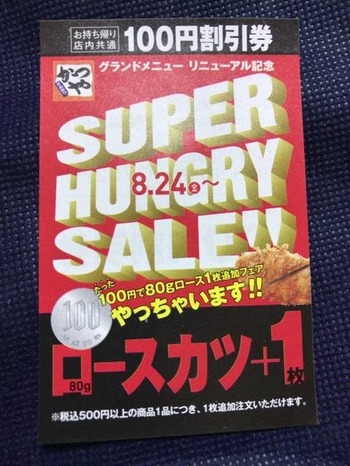 お持ち帰り
店内共通
100円割引券
グランドメニュー リニューアル記念
かつや
SUPER
HUNGRY
8.24金〜
SALE!!
たった
100円で80gロース1枚追加フェア
やっちゃいます!!
100
ロースカツ+1枚
80g
※税込500円以上の商品1品につき、1枚追加注文いただけます。